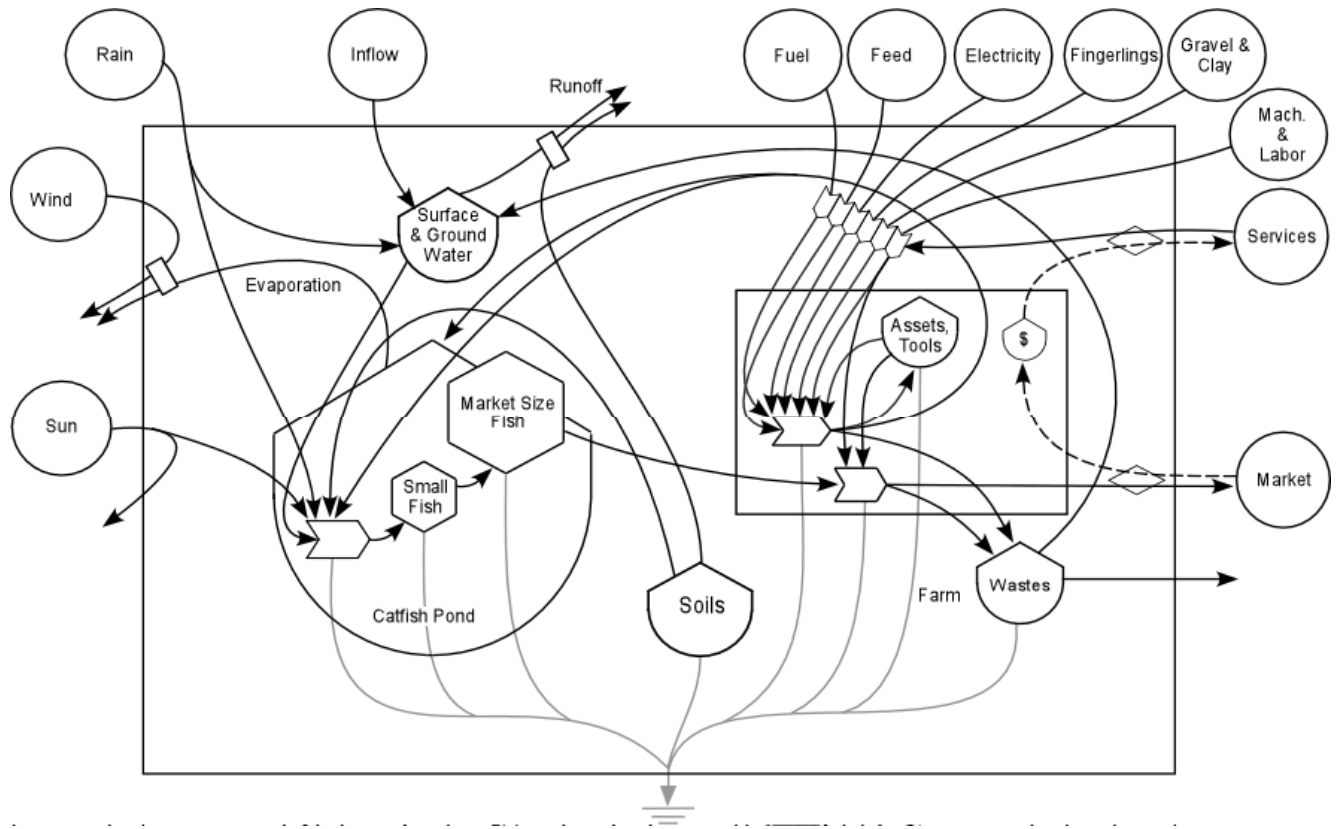 Rain
Inflow
Fuel
Feed
Electricity
Fingerlings
Gravel &
Clay
Runoff
Mach.
&
Labor
Wind
Surface
& Ground
Water
Services
Evaporation
Assets,
Tools
$
Market Size
Fish
Sun
Small
Fish
Market
Soils
Farm
Wastes
Catfish Pond